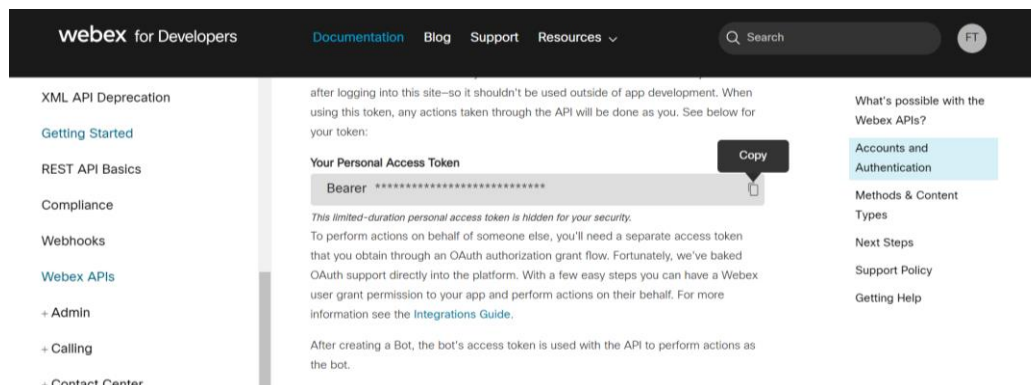 webex for Developers
Documentation Blog Support Resources
Search
FT
XML API Deprecation
Getting Started
REST API Basics
Compliance
Webhooks
Webex APIs
+ Admin
+ Calling
+ Contact Center
after logging into this site—so it shouldn't be used outside of app development. When
using this token, any actions taken through the API will be done as you. See below for
your token:
Your Personal Access Token
Copy
Bearer ****************************
This limited-duration personal access token is hidden for your security.
To perform actions on behalf of someone else, you'll need a separate access token
that you obtain through an OAuth authorization grant flow. Fortunately, we've baked
OAuth support directly into the platform. With a few easy steps you can have a Webex
user grant permission to your app and perform actions on their behalf. For more
information see the Integrations Guide.
After creating a Bot, the bot's access token is used with the API to perform actions as
the bot.
What's possible with the
Webex APIs?
Accounts and
Authentication
Methods & Content
Types
Next Steps
Support Policy
Getting Help